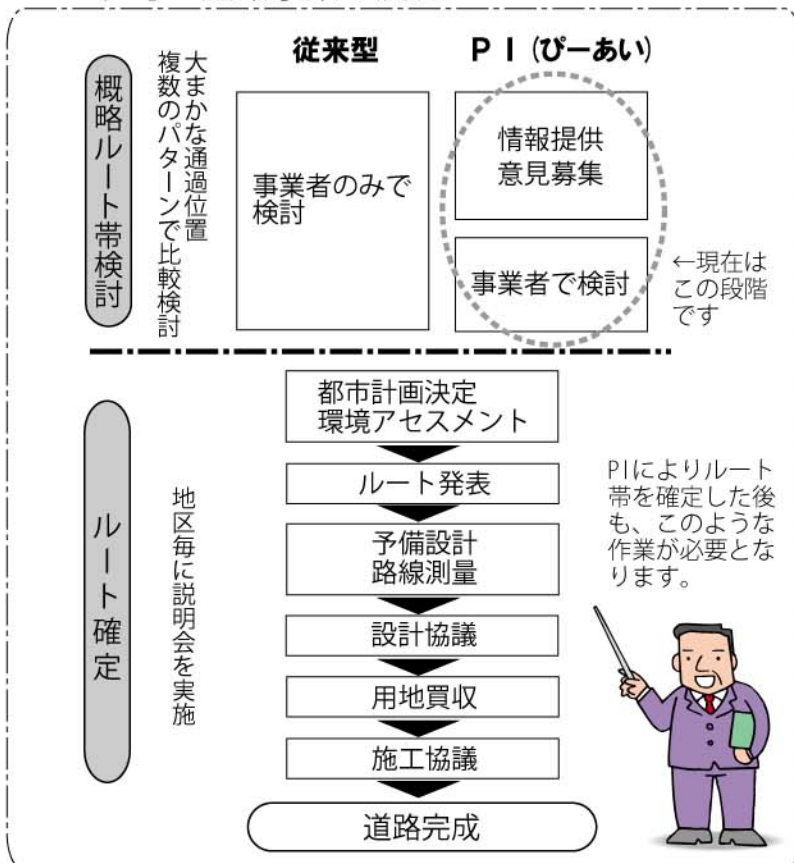 従来型
PI(ぴーあい)
概略ルート帯検討
大まかな通過位置
複数のパターンで比較検討
事業者のみで
検討
情報提供
意見募集
事業者で検討
←現在は
この段階
です
ルート確定
地区毎に説明会を実施
都市計画決定
環境アセスメント
ルート発表
予備設計
路線測量
設計協議
用地買収
施工協議
道路完成
PIによりルート
帯を確定した後
も、このような
作業が必要とな
ります。